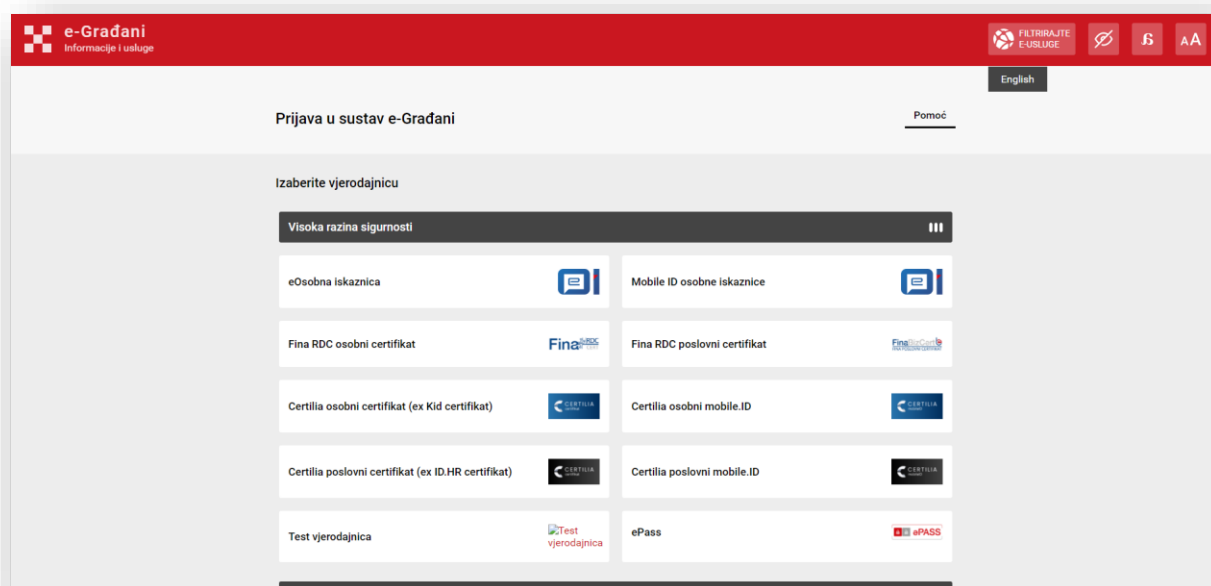 e-Građani
Informacije i usluge
FILTRIRAJTE
E-USLUGE
AA
English
Prijava u sustav e-Građani
Pomoć
Izaberite vjerodajnicu
Visoka razina sigurnosti
eOsobna iskaznica
Mobile ID osobne iskaznice
Fina RDC osobni certifikat
Fina
Fina RDC poslovni certifikat
FinaBizCert
Certilia osobni certifikat (ex Kid certifikat)
CERTILIA
Certilia osobni mobile.ID
CERTILIA
Certilia poslovni certifikat (ex ID.HR certifikat)
CERTILIA
Certilia poslovni mobile.ID
CERTILIA
Test vjerodajnica
Test
vjerodajnica
ePass
ePASS